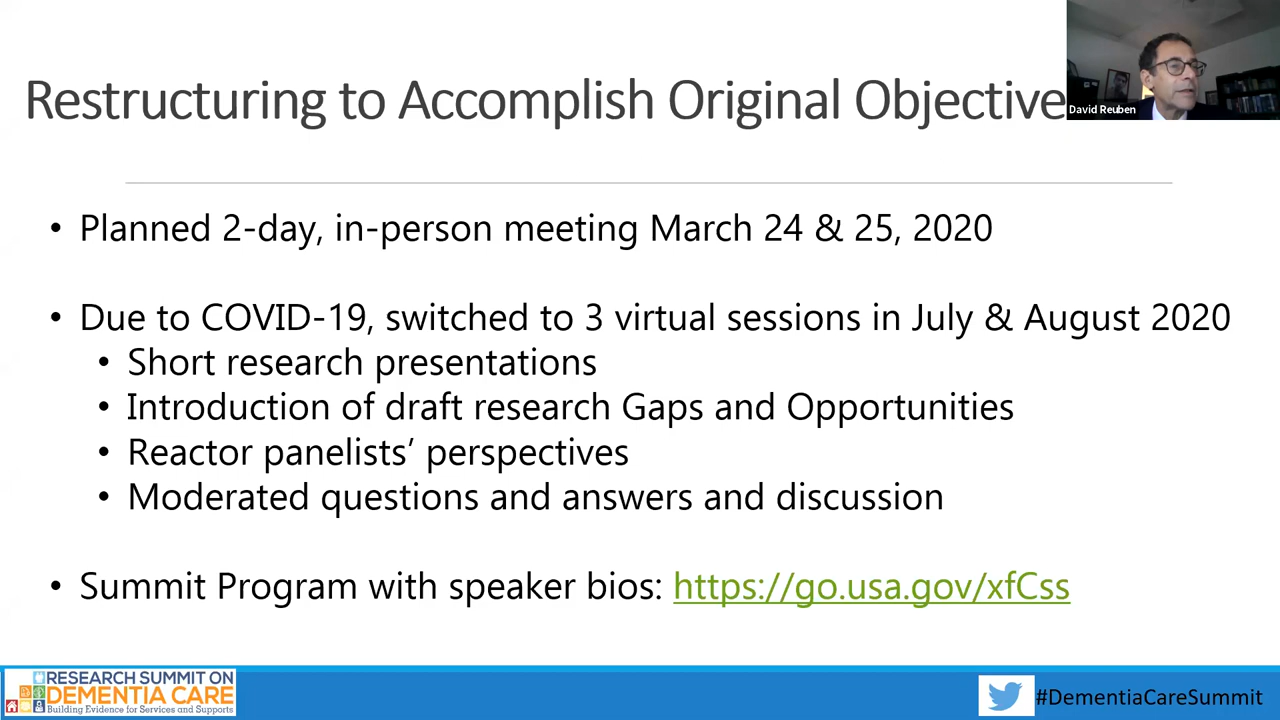 Restructuring to Accomplish Original Objective
David Reuben
• Planned 2-day, in-person meeting March 24 & 25, 2020
• Due to COVID-19, switched to 3 virtual sessions in July & August 2020
• Short research presentations
• Introduction of draft research Gaps and Opportunities
• Reactor panelists’ perspectives
• Moderated questions and answers and discussion
• Summit Program with speaker bios: https://go.usa.gov/xfCss
RESEARCH SUMMIT ON
DEMENTIA CARE
Building Evidence for Services and Supports
#DementiaCareSummit